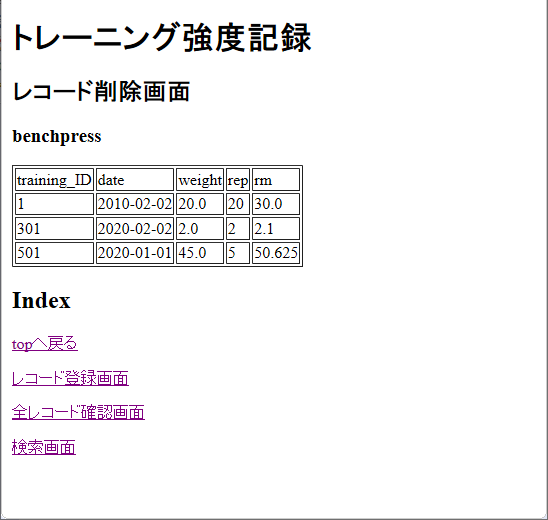 トレーニング強度記録
レコード削除画面
benchpress
training_ID date weight rep rm
1 2010-02-02 20.0 20 30.0
301 2020-02-02 2.0 2 2.1
501 2020-01-01 45.0 5 50.625
Index
topへ戻る
レコード登録画面
全レコード確認画面
検索画面